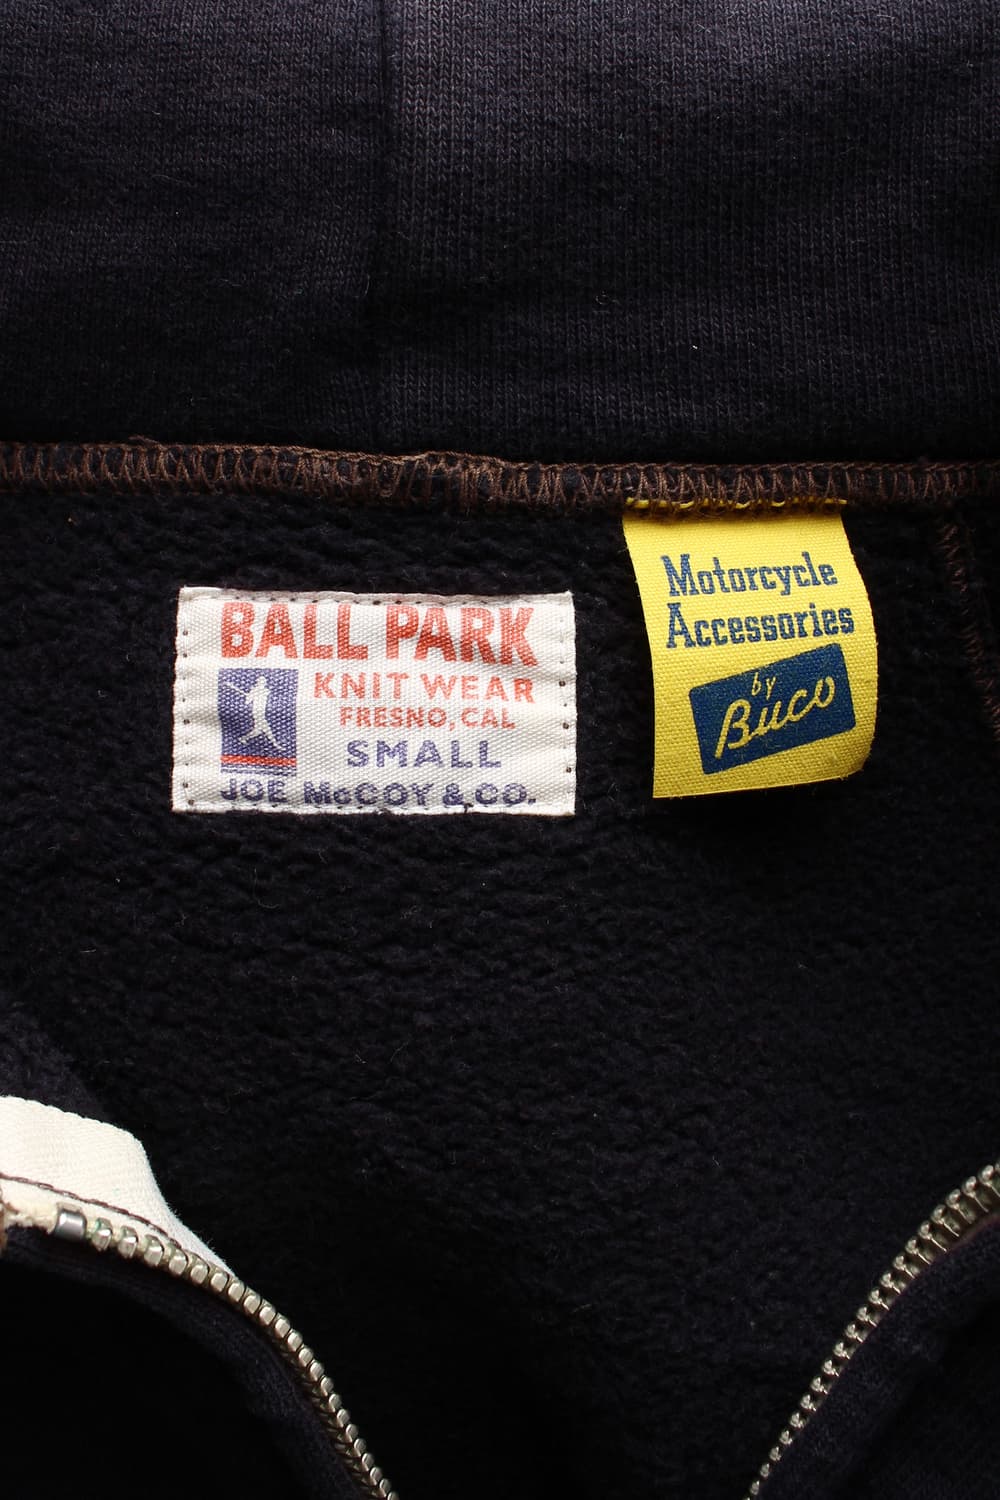 BALL PARK
KNIT WEAR
FRESNO, CAL
SMALL
JOE McCOY & CO.
Motorcycle
Accessories
by
Buco